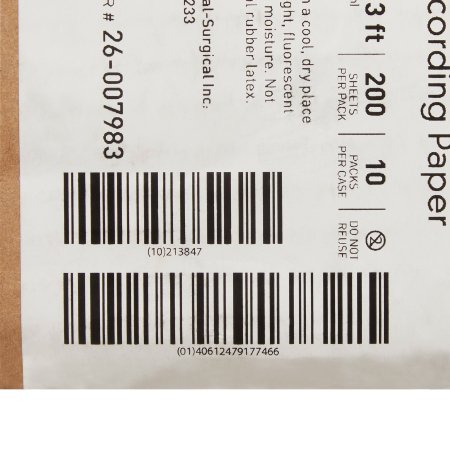 cording Paper
3 ft
200
SHEETS
PER PACK
10
PACKS
PER CASE
DO NOT
REUSE
n a cool, dry place
ght, fluorescent
moisture. Not
l rubber latex.
al-Surgical Inc.
233
R # 26-007983
(10)213847
(01)40612479177466